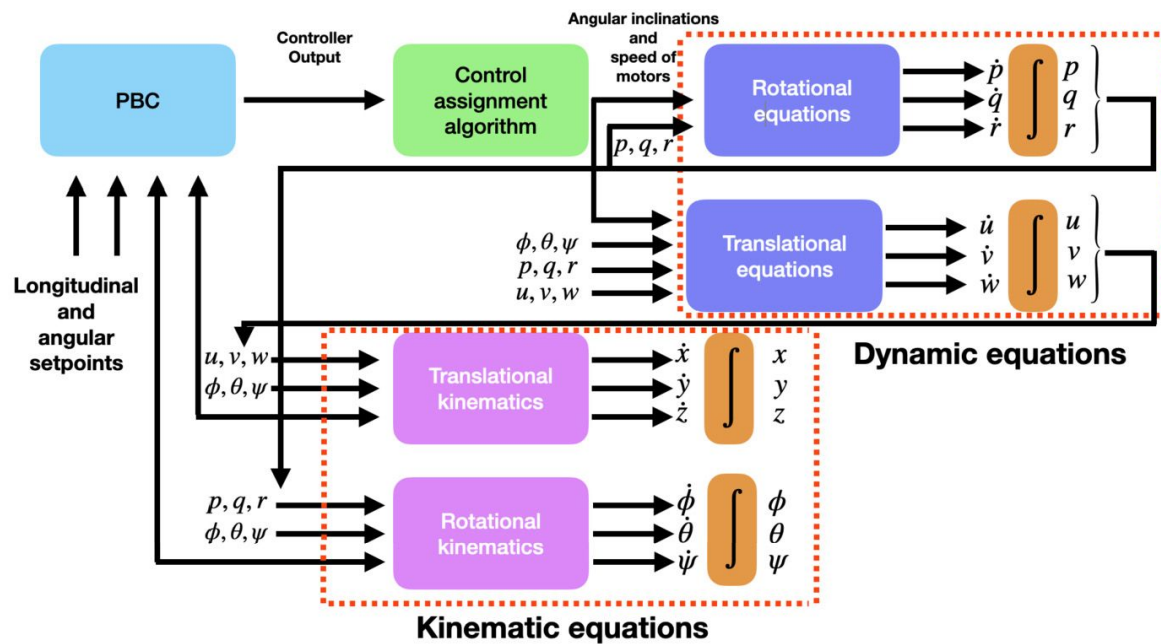 PBC
Controller
Output
Control
assignment
algorithm
Angular inclinations
and
speed of
motors
Rotational
equations
p, q, r
ṗ
q̇
ṙ
∫
p
q
r
}
Longitudinal
and
angular
setpoints
ϕ, θ, ψ
p, q, r
u, v, w
Translational
equations
u̇
v̇
ẇ
∫
u
v
w
}
Dynamic equations
u, v, w
ϕ, θ, ψ
Translational
kinematics
ẋ
ẏ
ż
∫
x
y
z
p, q, r
ϕ, θ, ψ
Rotational
kinematics
ϕ̇
θ̇
ψ̇
∫
ϕ
θ
ψ
Kinematic equations